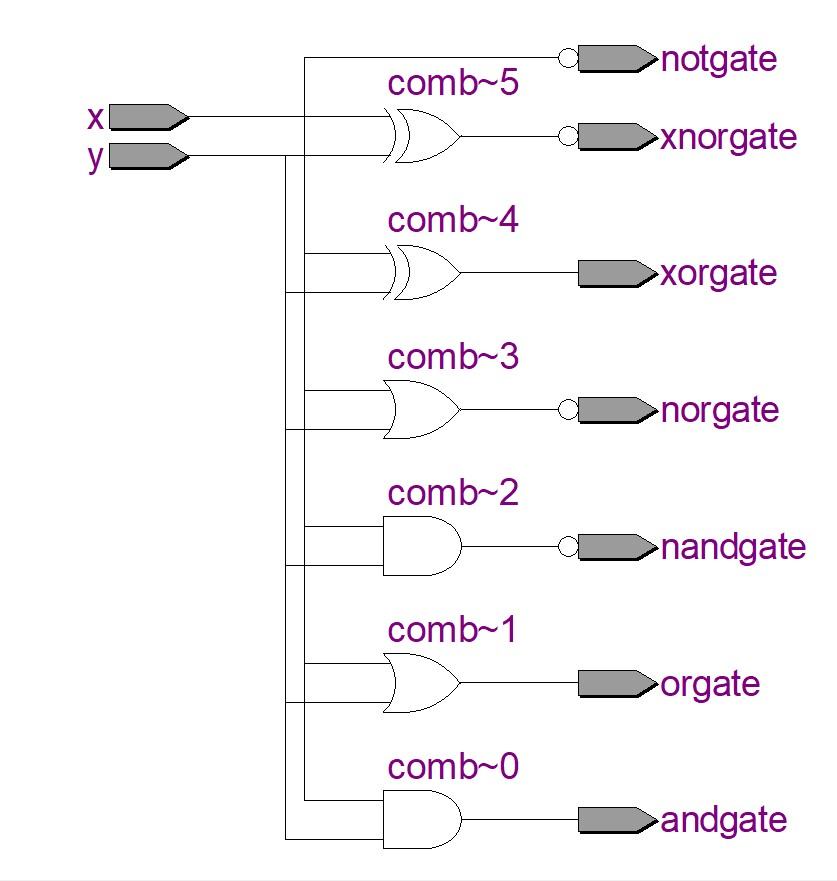 notgate
comb~5
x
xnorgate
y
comb~4
xorgate
comb~3
norgate
comb~2
nandgate
comb~1
orgate
comb~0
andgate